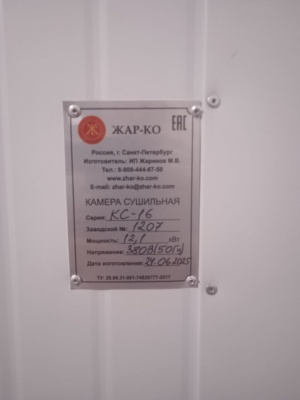 ЖАР-КО
EAC
Россия, г. Санкт-Петербург
Изготовитель: ИП Жариков М.В.
Тел.: 8-800-444-67-50
www.zhar-ko.com
E-mail: zhar-ko@zhar-ko.com
КАМЕРА СУШИЛЬНАЯ
Серия: КС-16
Заводской №: 1207
Мощность: 12,1 кВт
Напряжение: 380В(50Гц)
Дата изготовления: 24.06.2025